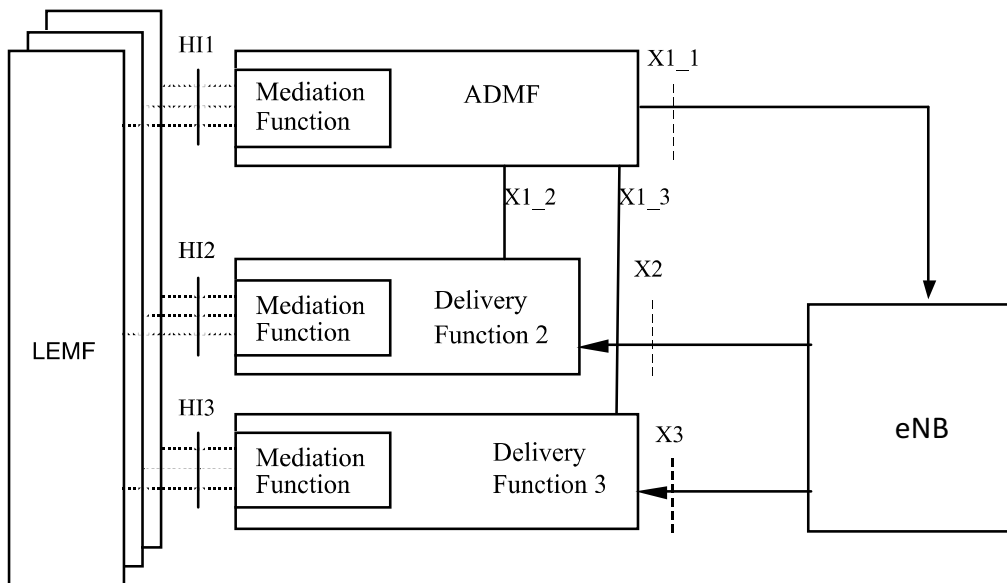 HI1
X1_1
Mediation
Function
ADMF
X1_2
X1_3
HI2
X2
Mediation
Function
Delivery
Function 2
LEMF
HI3
X3
eNB
Mediation
Function
Delivery
Function 3